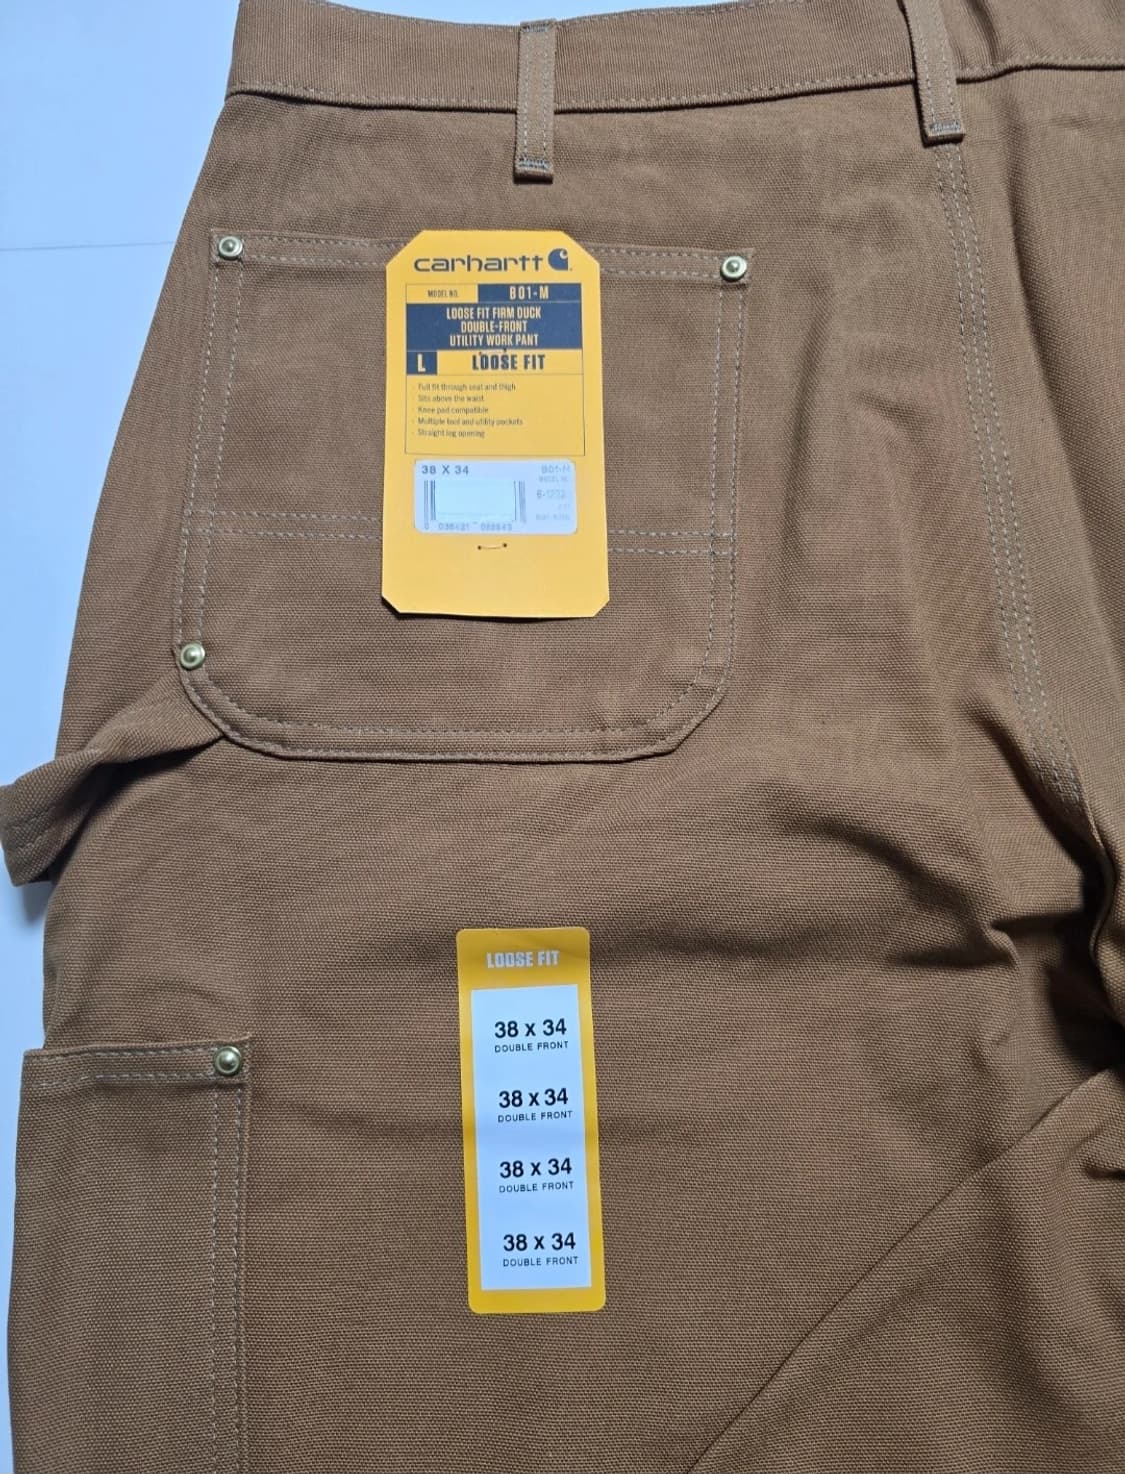 carhartt
MODEL NO. B01-M
LOOSE FIT FIRM DUCK
DOUBLE-FRONT
UTILITY WORK PANT
L LOOSE FIT
· Full fit through seat and thigh
· Sits above the waist
· Knee pad compatible
· Multiple tool and utility pockets
· Straight leg opening
38 X 34 B01-M
MODEL NO.
LOOSE FIT
38 x 34
DOUBLE FRONT
38 x 34
DOUBLE FRONT
38 x 34
DOUBLE FRONT
38 x 34
DOUBLE FRONT